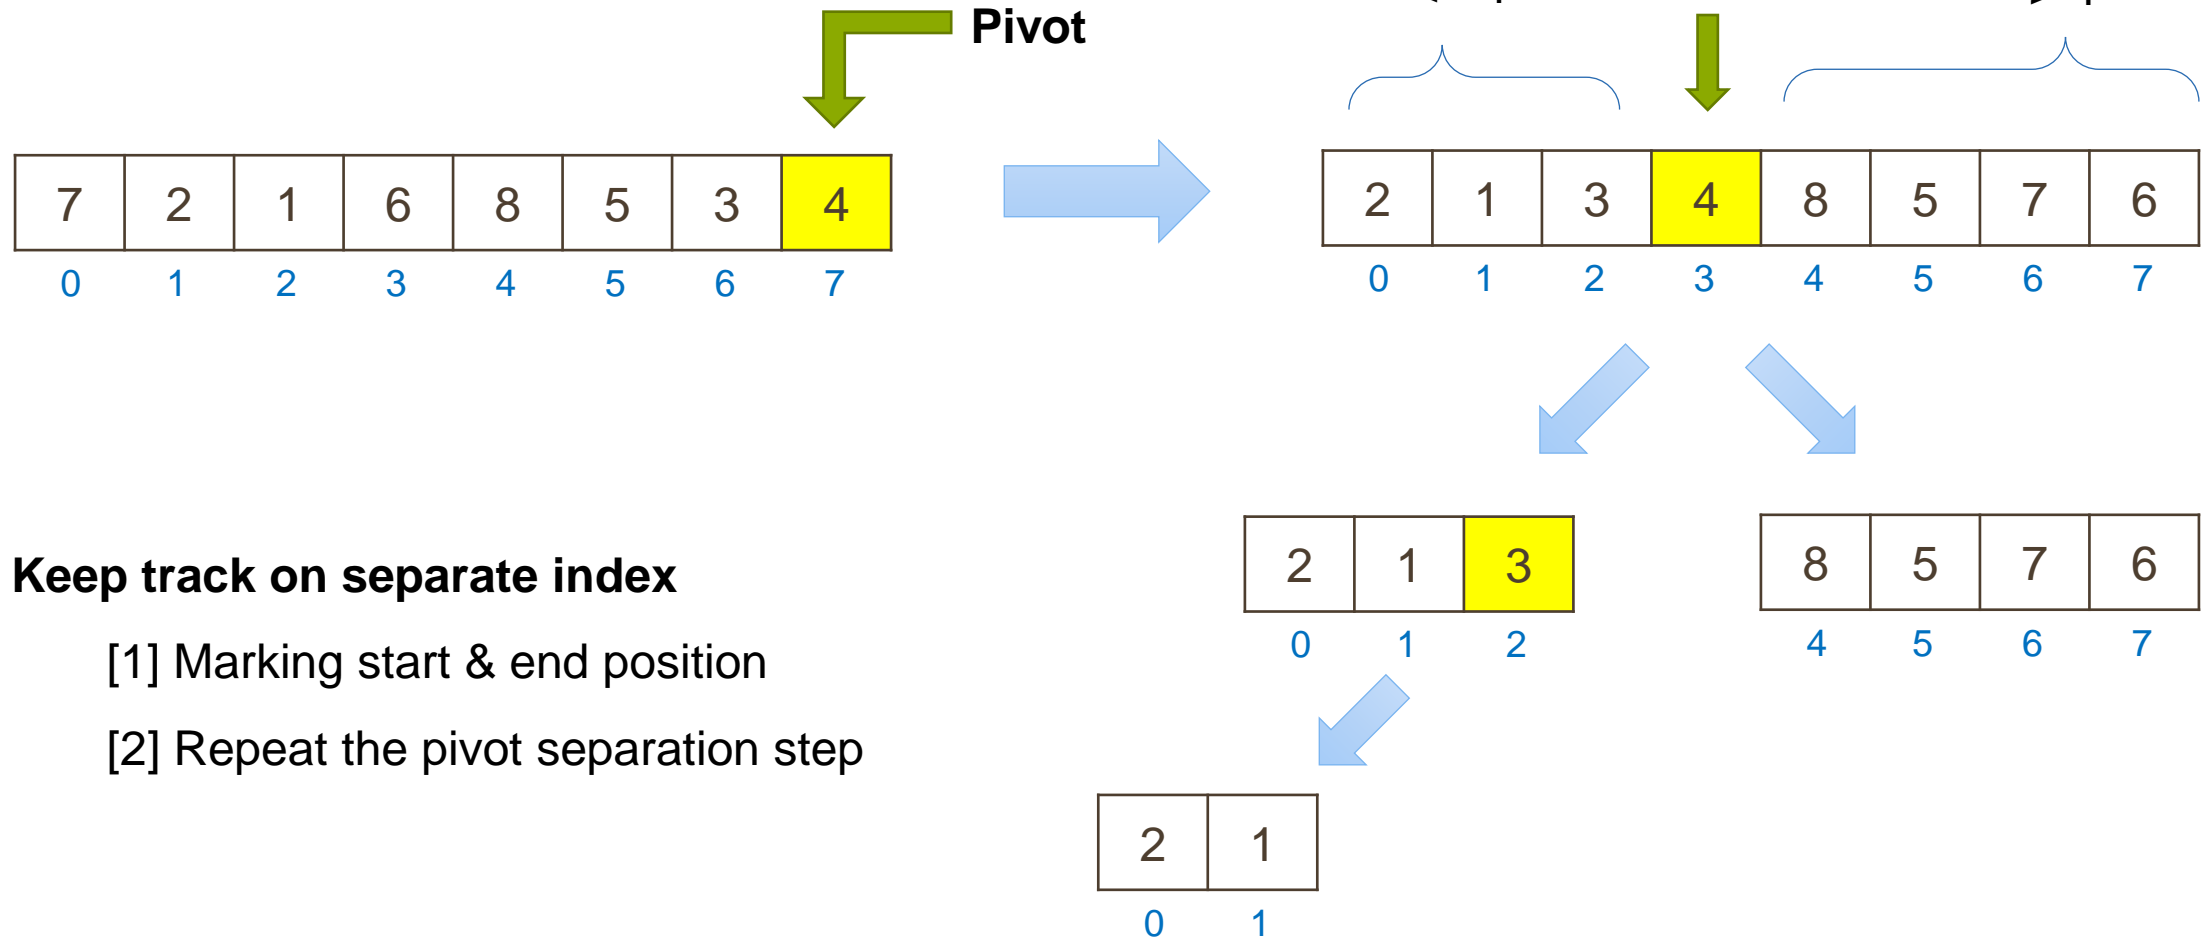 Pivot
7 2 1 6 8 5 3 4
0 1 2 3 4 5 6 7
2 1 3 4 8 5 7 6
0 1 2 3 4 5 6 7
2 1 3
0 1 2
8 5 7 6
4 5 6 7
Keep track on separate index
[1] Marking start & end position
[2] Repeat the pivot separation step
2 1
0 1